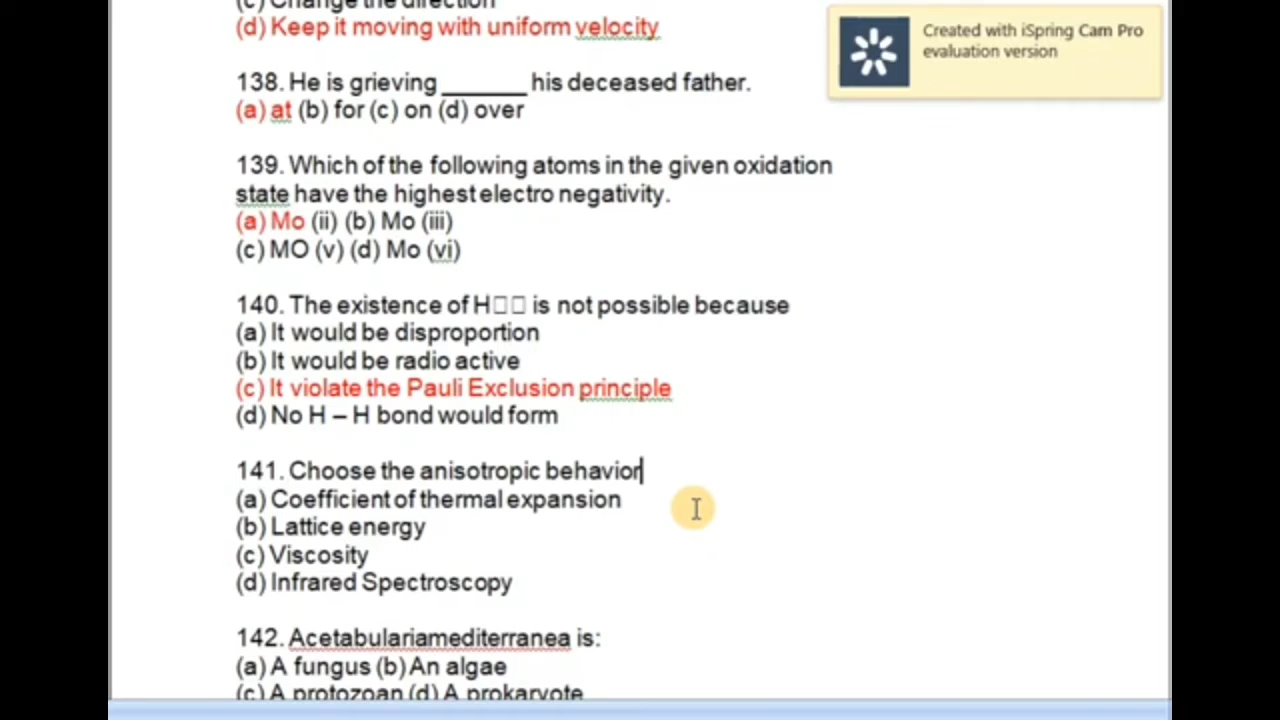 (c) Change the direction
(d) Keep it moving with uniform velocity
Created with iSpring Cam Pro
evaluation version
138. He is grieving ______ his deceased father.
(a) at (b) for (c) on (d) over
139. Which of the following atoms in the given oxidation
state have the highest electro negativity.
(a) Mo (ii) (b) Mo (iii)
(c) MO (v) (d) Mo (vi)
140. The existence of H□□ is not possible because
(a) It would be disproportion
(b) It would be radio active
(c) It violate the Pauli Exclusion principle
(d) No H – H bond would form
141. Choose the anisotropic behavior
(a) Coefficient of thermal expansion
(b) Lattice energy
(c) Viscosity
(d) Infrared Spectroscopy
142. Acetabulariamediterranea is:
(a) A fungus (b) An algae
(c) A protozoan (d) A prokaryote